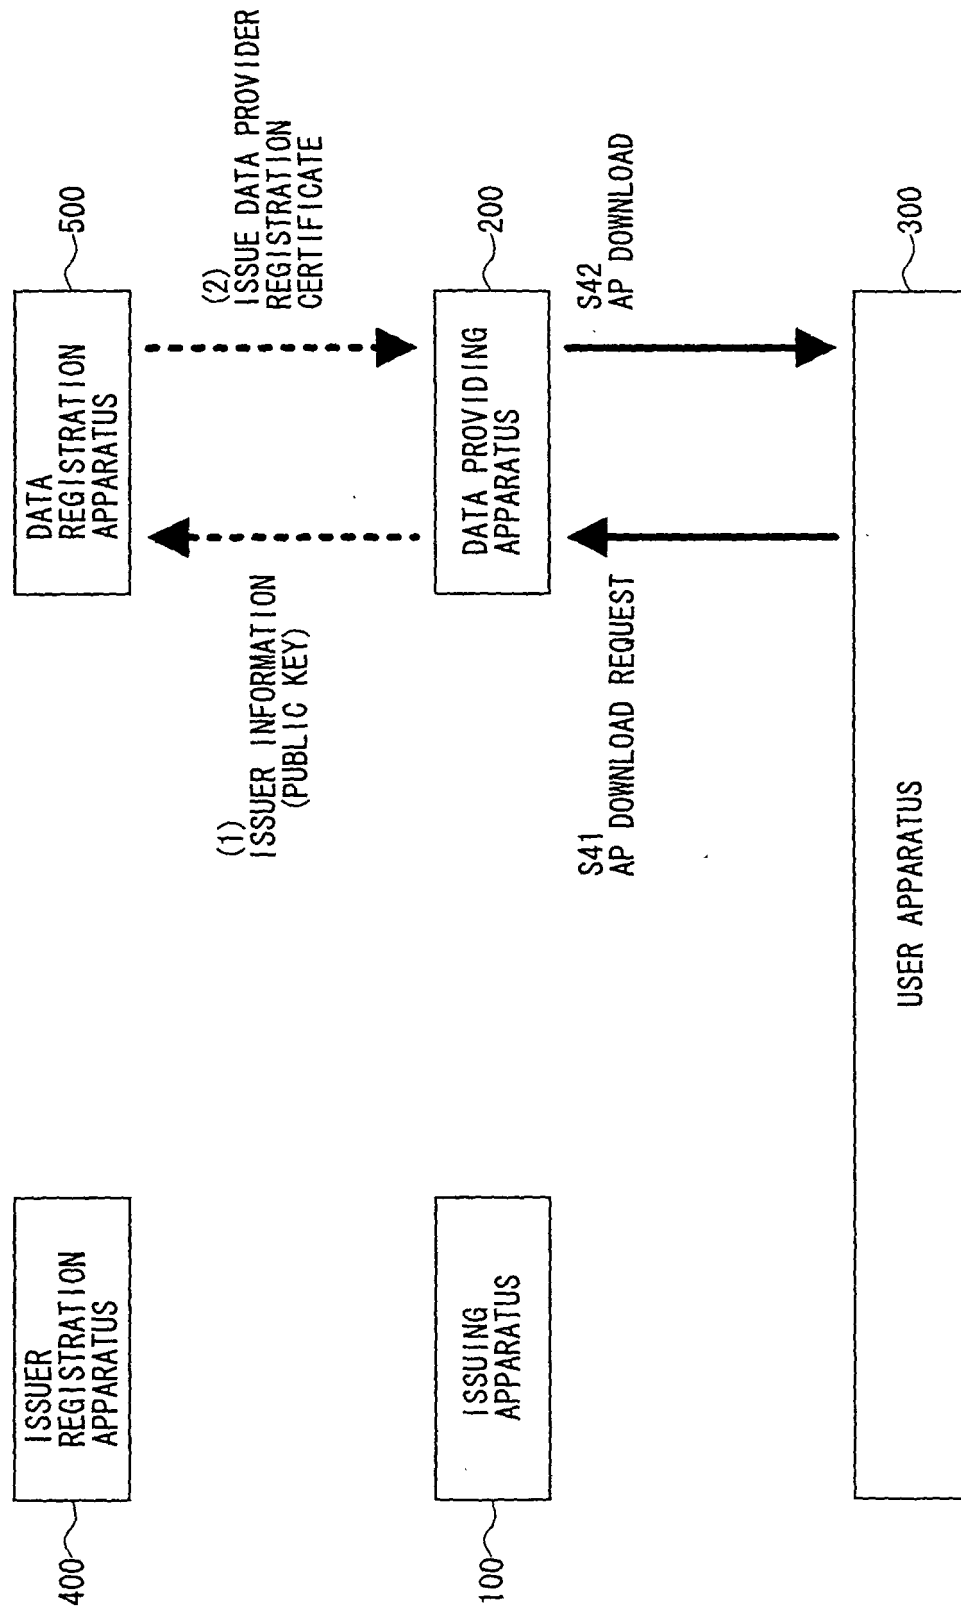 400
ISSUER
REGISTRATION
APPARATUS
DATA
REGISTRATION
APPARATUS
500
(1)
ISSUER INFORMATION
(PUBLIC KEY)
(2)
ISSUE DATA PROVIDER
REGISTRATION
CERTIFICATE
100
ISSUING
APPARATUS
DATA PROVIDING
APPARATUS
200
S41
AP DOWNLOAD REQUEST
S42
AP DOWNLOAD
USER APPARATUS
300